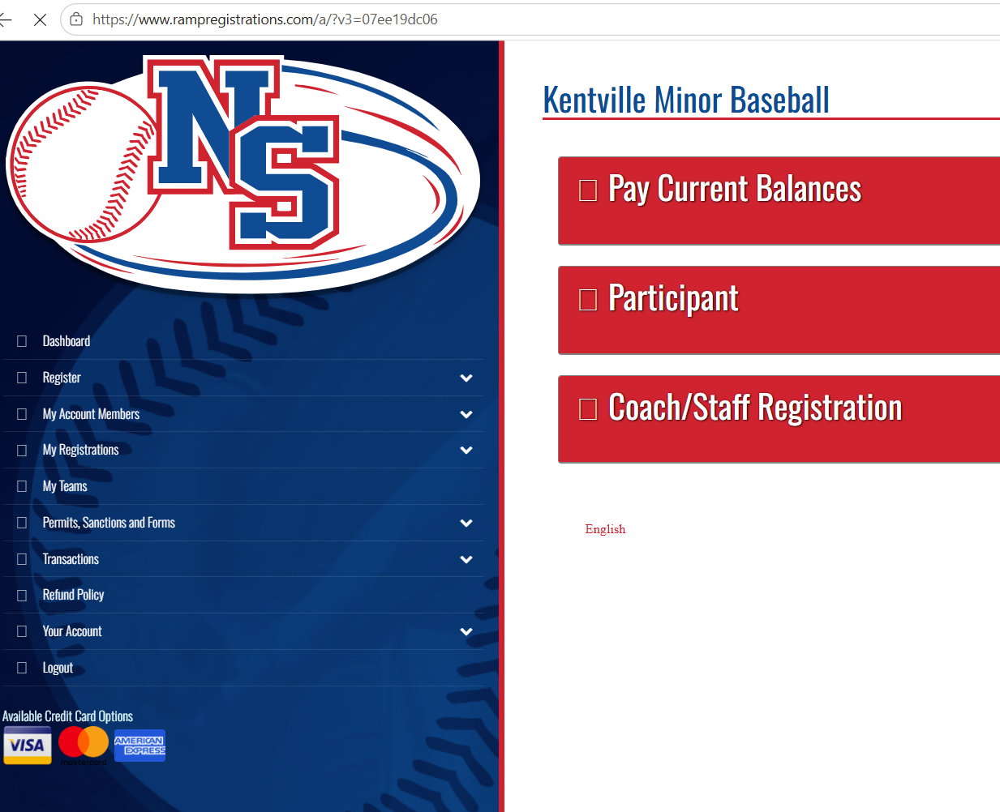 https://www.rampregistrations.com/a/?v3=07ee19dc06
NS
Dashboard
Register
My Account Members
My Registrations
My Teams
Permits, Sanctions and Forms
Transactions
Refund Policy
Your Account
Logout
Available Credit Card Options
VISA
mastercard
AMERICAN
EXPRESS
Kentville Minor Baseball
Pay Current Balances
Participant
Coach/Staff Registration
English